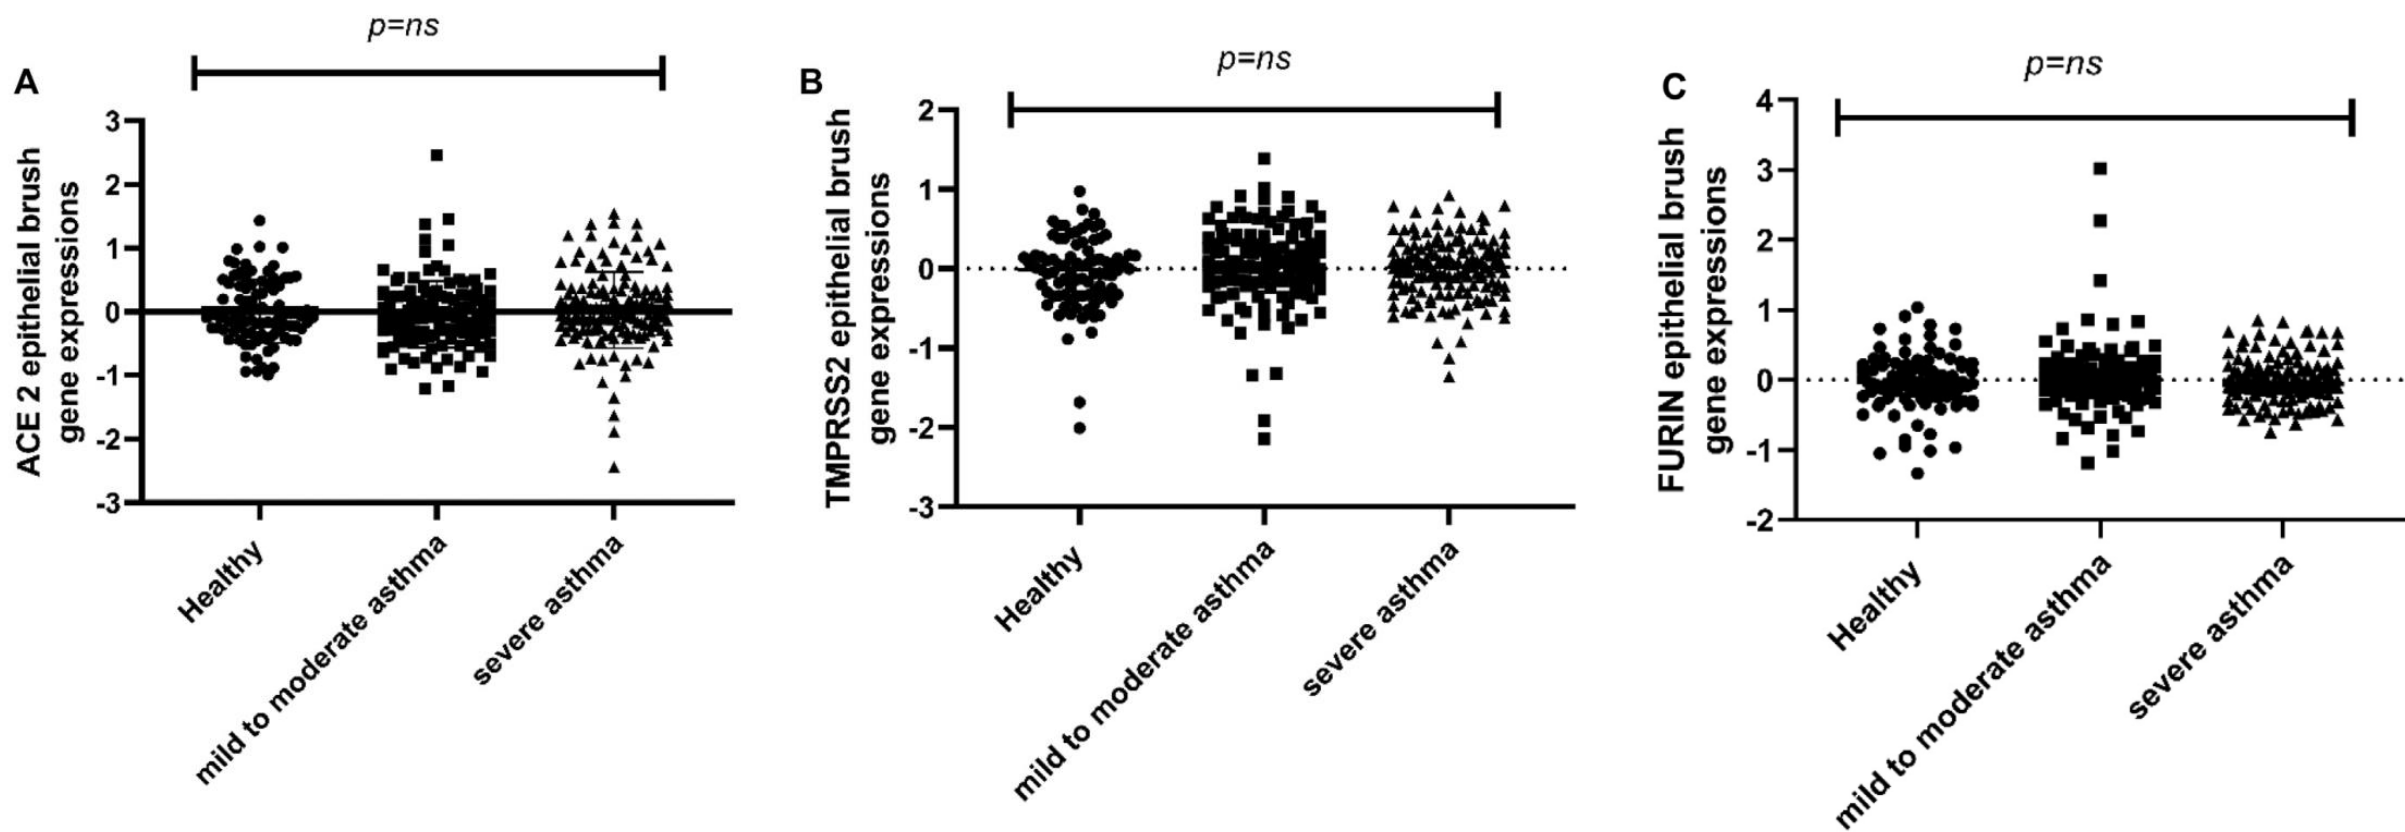 A
p=ns
ACE 2 epithelial brush
gene expressions
3
2
1
0
-1
-2
-3
Healthy
mild to moderate asthma
severe asthma
B
p=ns
TMPRSS2 epithelial brush
gene expressions
2
1
0
-1
-2
-3
Healthy
mild to moderate asthma
severe asthma
C
p=ns
FURIN epithelial brush
gene expressions
4
3
2
1
0
-1
-2
Healthy
mild to moderate asthma
severe asthma